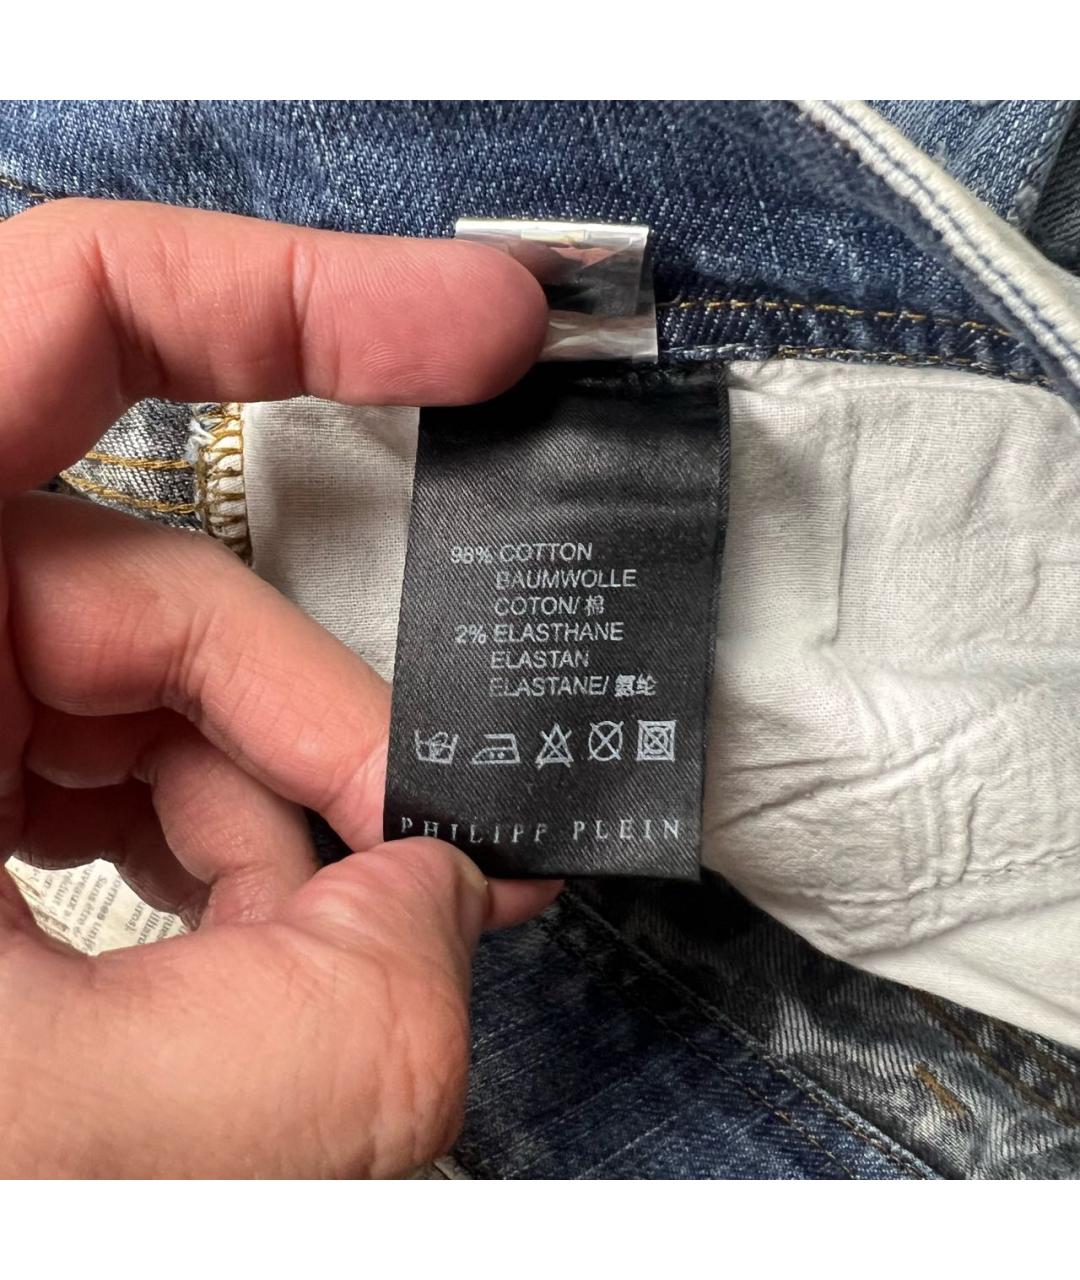 98% COTTON
BAUMWOLLE
COTON/ 棉
2% ELASTHANE
ELASTAN
ELASTANE/ 氨纶
PHILIPP PLEIN